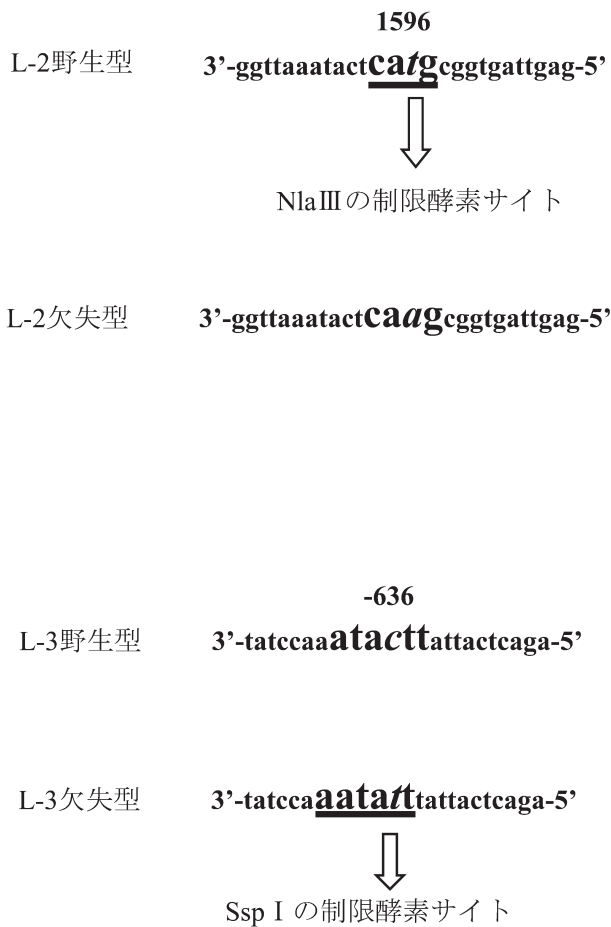 1596
L-2野生型 3’-ggttaaatactcatgcggtgattgag-5’
NlaⅢの制限酵素サイト
L-2欠失型 3’-ggttaaatactcaagcggtgattgag-5’
-636
L-3野生型 3’-tatccaaatacttattactcaga-5’
L-3欠失型 3’-tatccaaatatttattactcaga-5’
SspⅠの制限酵素サイト